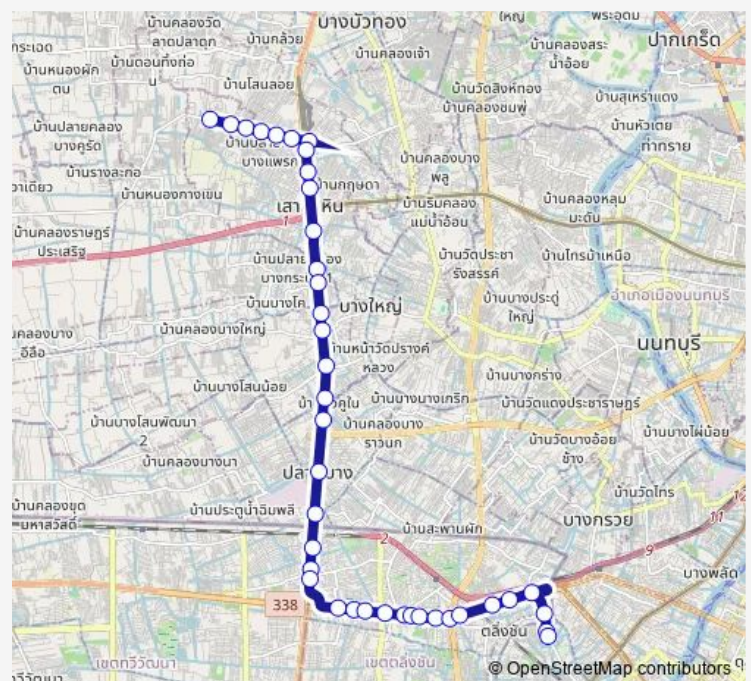 บ้านคลองวัด
ลาดปลาดุก
บ้านกล้วย
บางบัวทอง
ใหญ่
พระอุดม
กระเอด
บ้านดอนทิ้งท่อ
น
บ้านคลองเจ้า
บ้านคลองสระ
น้ำอ้อย
ปากเกร็ด
บ้านหนองผัก
ตบ
บ้านโสนลอย
บ้านวัดสิงห์ทอง
บ้านคลองชมพู่
บ้านสุเหร่าแดง
บ้านปลายคลอง
บางคูรัด
บางแพรก
บ้านหัวเตย
ท่าทราย
บ้านรางละกอ
บ้านคลองบาง
พลู
าเดียว
บ้านหนองกางเขน
บ้านกฤษดา
บ้านริมคลอง
แม่น้ำอ้อน
บ้านคลองหลุม
มะดัน
บ้านคลองราษฎร์
ประเสริฐ
1
บ้านวัดประชา
รังสรรค์
บ้านโทรม้าเหนือ
บ้านบางประดู่
ใหญ่
อำเภอเมืองนนทบุรี
บางใหญ่
บ้านคลองบางใหญ่
นคลองบาง
อีลือ
บ้านหน้าวัดปรางค์
หลวง
นนทบุรี
บ้านบางโสนน้อย
บ้านบางกร่าง
บ้านบางบางเกริก
บ้านวัดแดงประชาราษฎร์
บ้านบางโสนพัฒนา
2
บ้านคลองบาง
ราวนก
บ้านวัดบางอ้อย
ช้าง
บ้านบางไผ่น้อย
บ้านคลองบางนา
บ้านวัดไทร
บ้านคลองขุด
มหาสวัสดิ์
บ้านประตูน้ำฉิมพลี
บ้านสะพานผัก
บางกรวย
2
9
11
บางพลัด
338
ตลิ่งชัน
เขตทวีวัฒนา
เขตตลิ่งชัน
© OpenStreetMap contributors